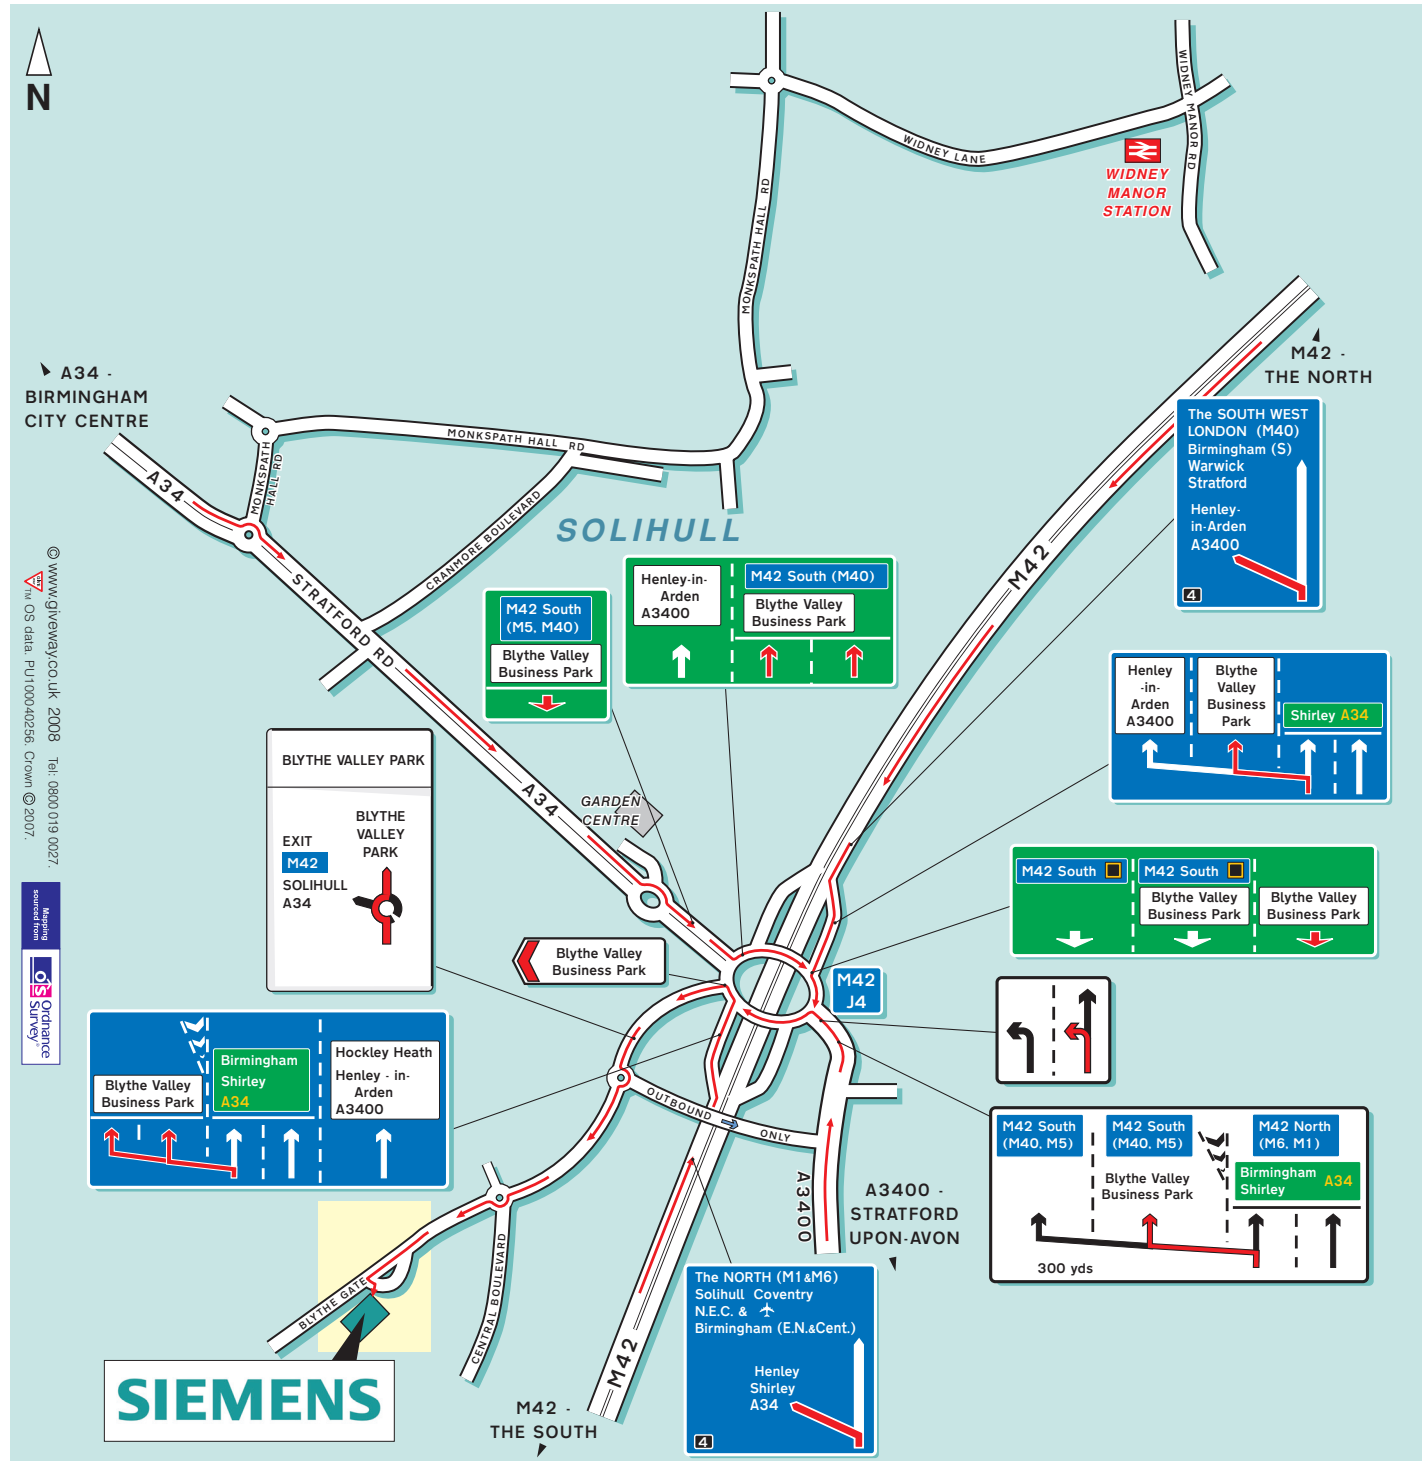 N
WIDNEY MANOR RD
WIDNEY LANE
WIDNEY
MANOR
STATION
MONKSPATH HALL RD
M42 -
THE NORTH
A34 -
BIRMINGHAM
CITY CENTRE
The SOUTH WEST
LONDON (M40)
Birmingham (S)
Warwick
Stratford
Henley-
in-Arden
A3400
4
MONKSPATH HALL RD
MONKSPATH
HALL RD
A34
CRANMORE BOULEVARD
SOLIHULL
M42
STRATFORD RD
M42 South
(M5, M40)
Blythe Valley
Business Park
Henley-in-
Arden
A3400
M42 South (M40)
Blythe Valley
Business Park
Henley
-in-
Arden
A3400
Blythe
Valley
Business
Park
Shirley A34
BLYTHE VALLEY PARK
BLYTHE
VALLEY
PARK
EXIT
M42
SOLIHULL
A34
A34
GARDEN
CENTRE
M42 South
M42 South
Blythe Valley
Business Park
Blythe Valley
Business Park
Blythe Valley
Business Park
M42
J4
© www.giveway.co.uk 2008 Tel: 0800 019 0027.
TM OS data. PU100040256. Crown © 2007.
Mapping
sourced from
O'S
Ordnance
Survey®
Blythe Valley
Business Park
Birmingham
Shirley
A34
Hockley Heath
Henley - in-
Arden
A3400
OUTBOUND
ONLY
A3400
A3400 -
STRATFORD
UPON-AVON
M42 South
(M40, M5)
M42 South
(M40, M5)
Blythe Valley
Business Park
M42 North
(M6, M1)
Birmingham
Shirley
A34
300 yds
BLYTHE GATE
CENTRAL BOULEVARD
The NORTH (M1&M6)
Solihull Coventry
N.E.C. &
Birmingham (E.N.&Cent.)
Henley
Shirley
A34
4
M42
M42 -
THE SOUTH
SIEMENS